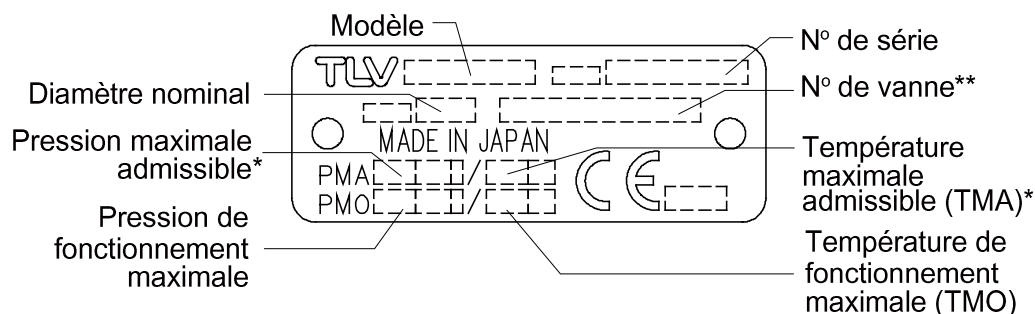 Modèle
Nº de série
TLV
Diamètre nominal
Nº de vanne**
MADE IN JAPAN
Pression maximale
admissible*
PMA /
CE
Température
maximale
admissible (TMA)*
PMO /
Pression de
fonctionnement
maximale
Température de
fonctionnement
maximale (TMO)